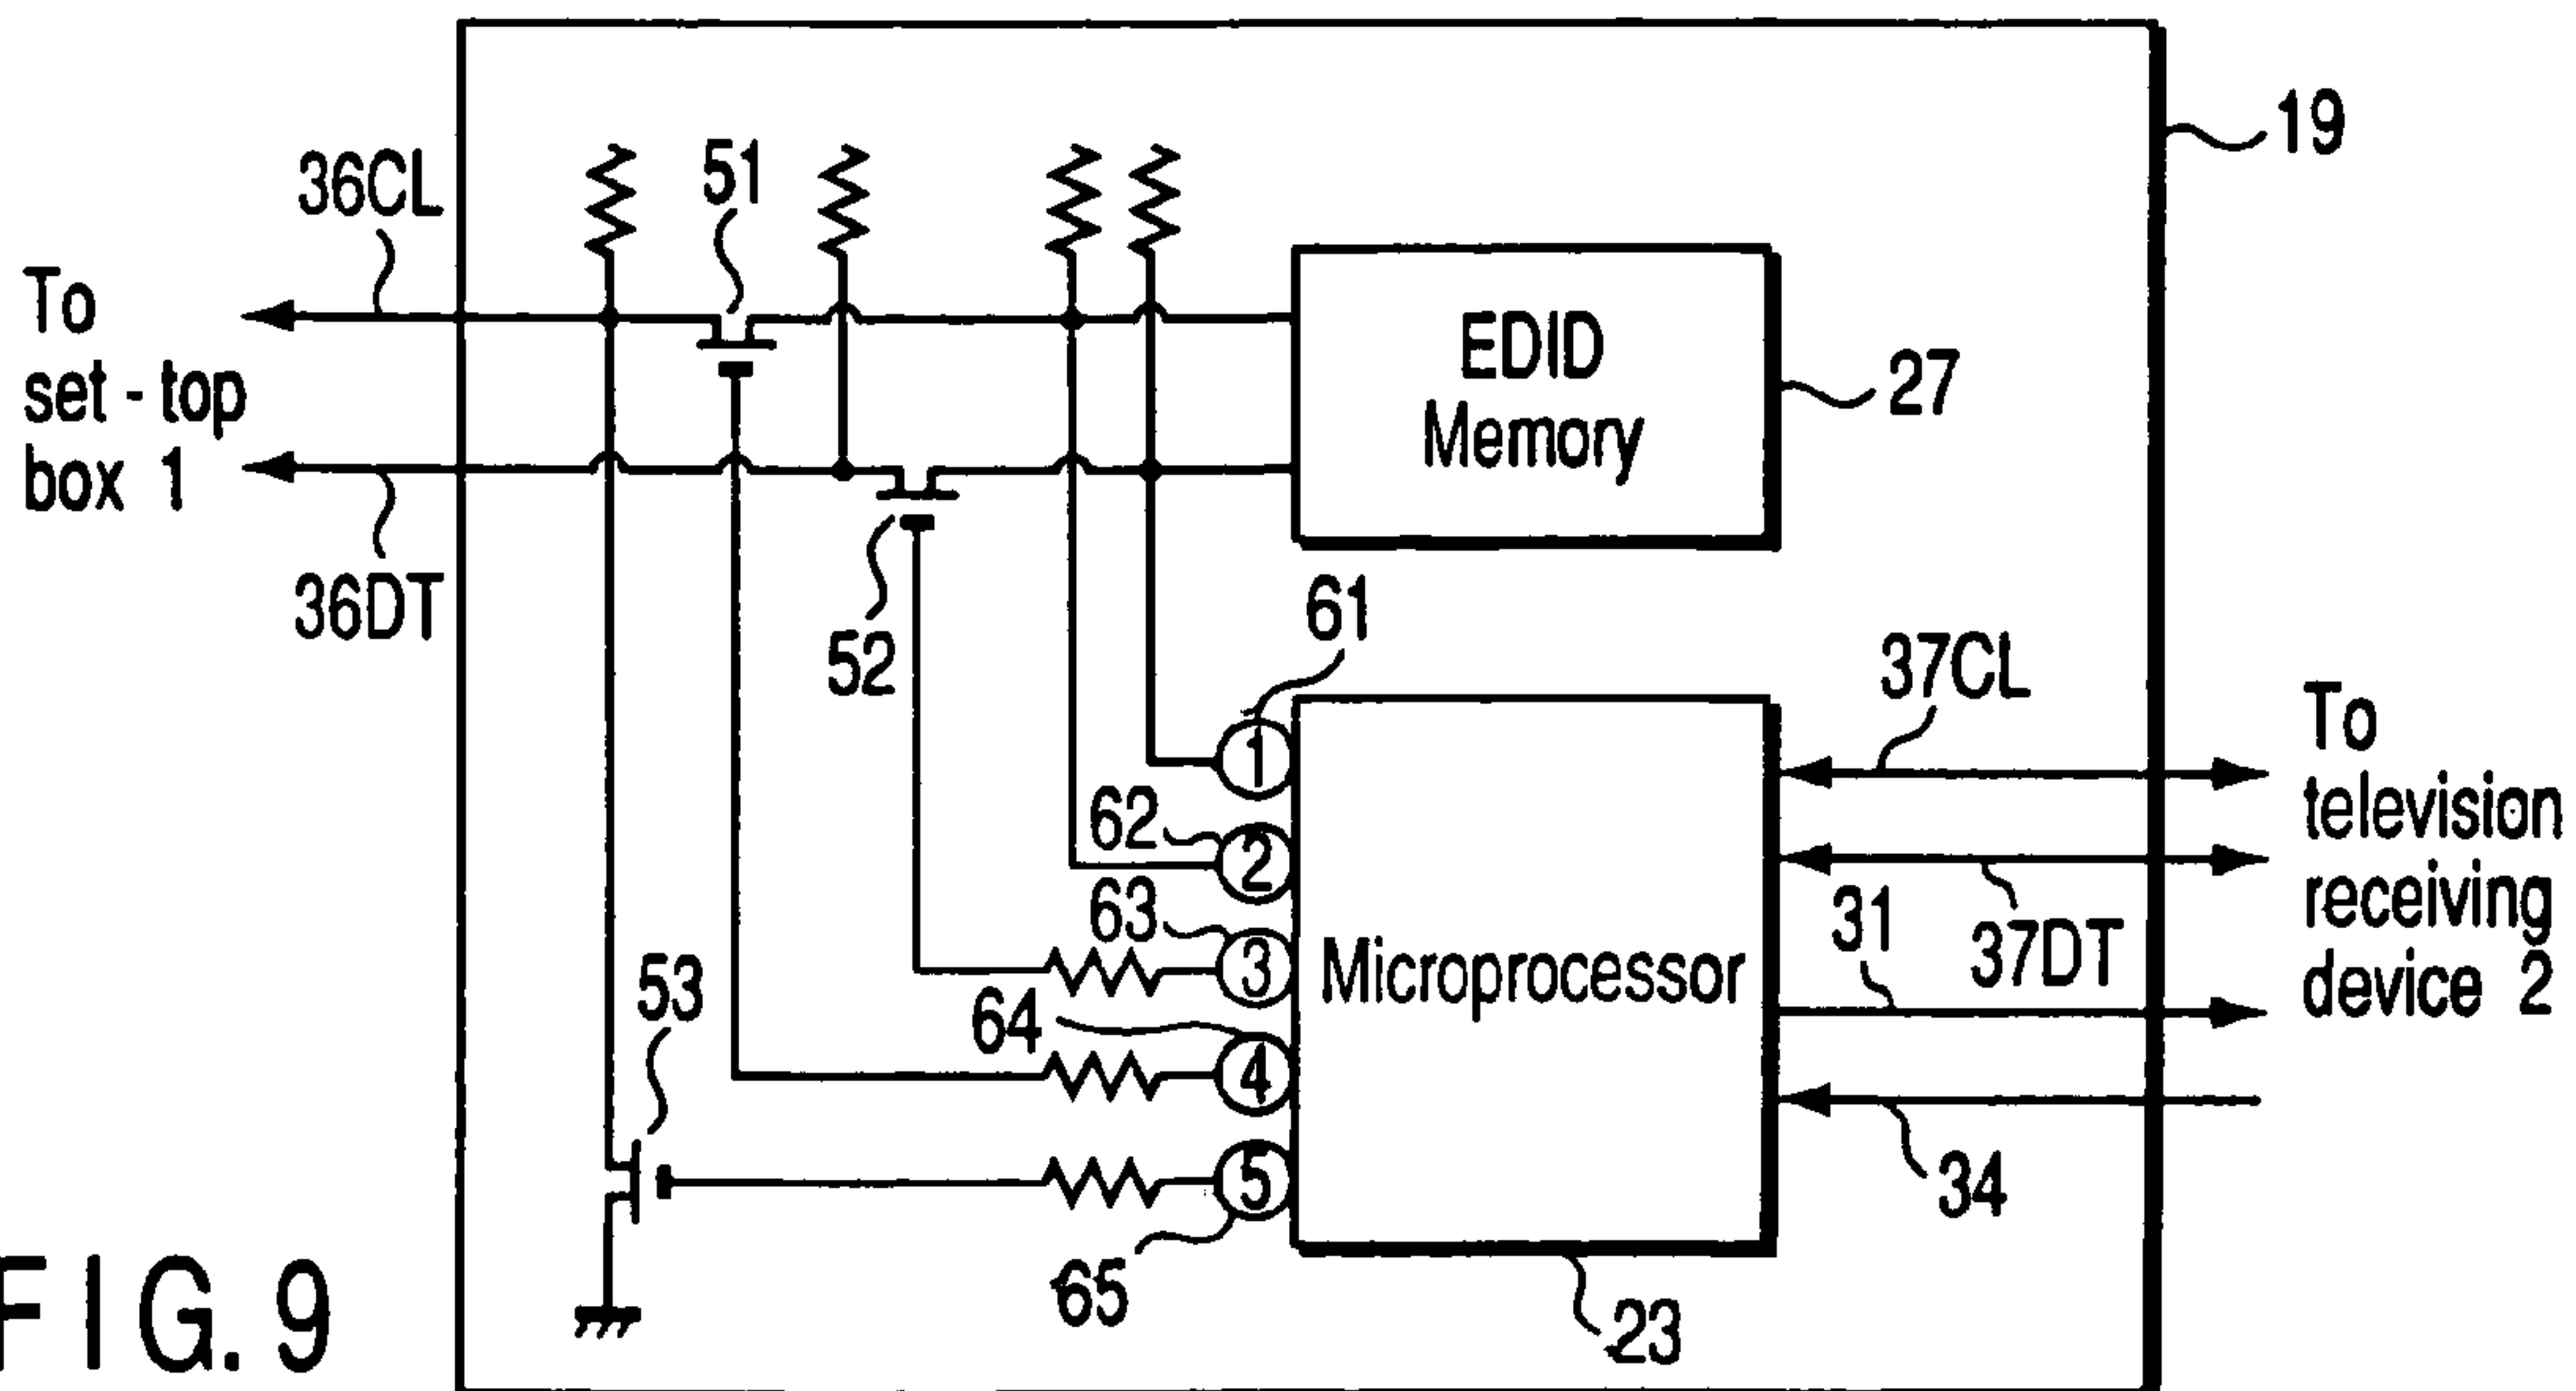 19
36CL
51
To
set - top
box 1
EDID
Memory
27
36DT
52
61
37CL
1
62
2
63
3
64
4
53
5
65
Microprocessor
To
television
receiving
device 2
31
37DT
34
23
FIG. 9